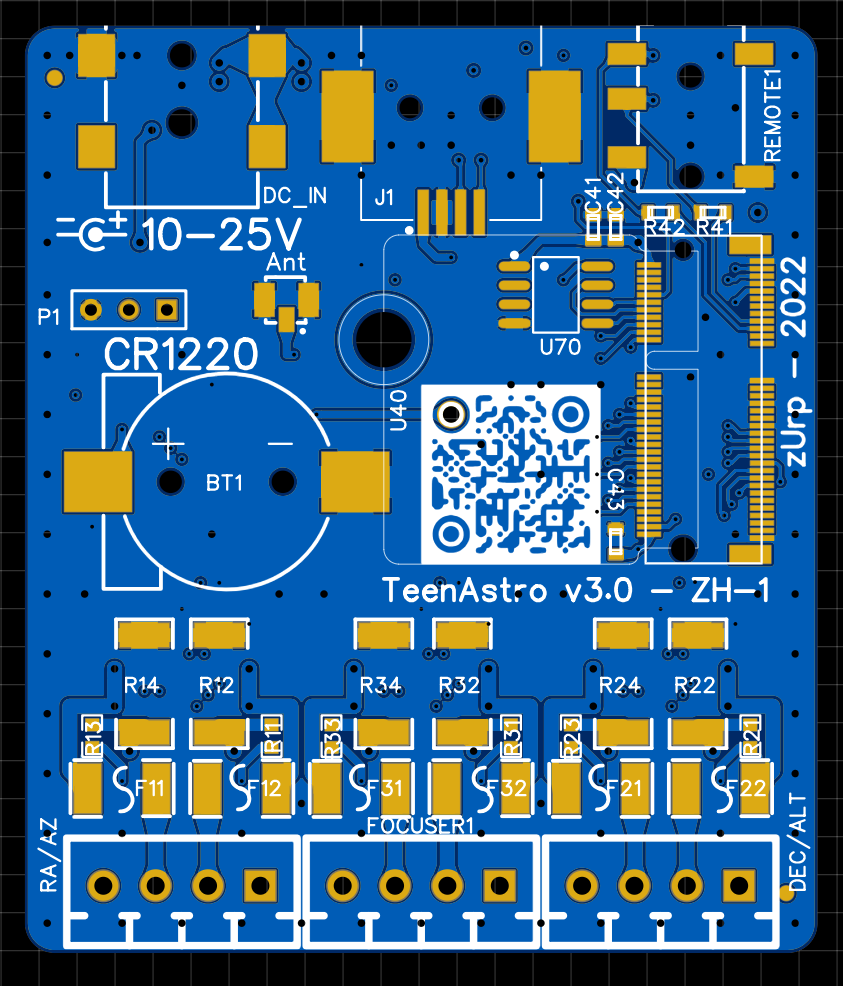 REMOTE1
DC_IN
J1
C41
C42
+
10-25V
R42
R41
Ant
P1
U70
zUrp - 2022
CR1220
U40
+
-
BT1
C43
TeenAstro v3.0 - ZH-1
R14
R12
R34
R32
R24
R22
R13
R11
R33
R31
R23
R21
F11
F12
F31
F32
F21
F22
RA/AZ
FOCUSER1
DEC/ALT